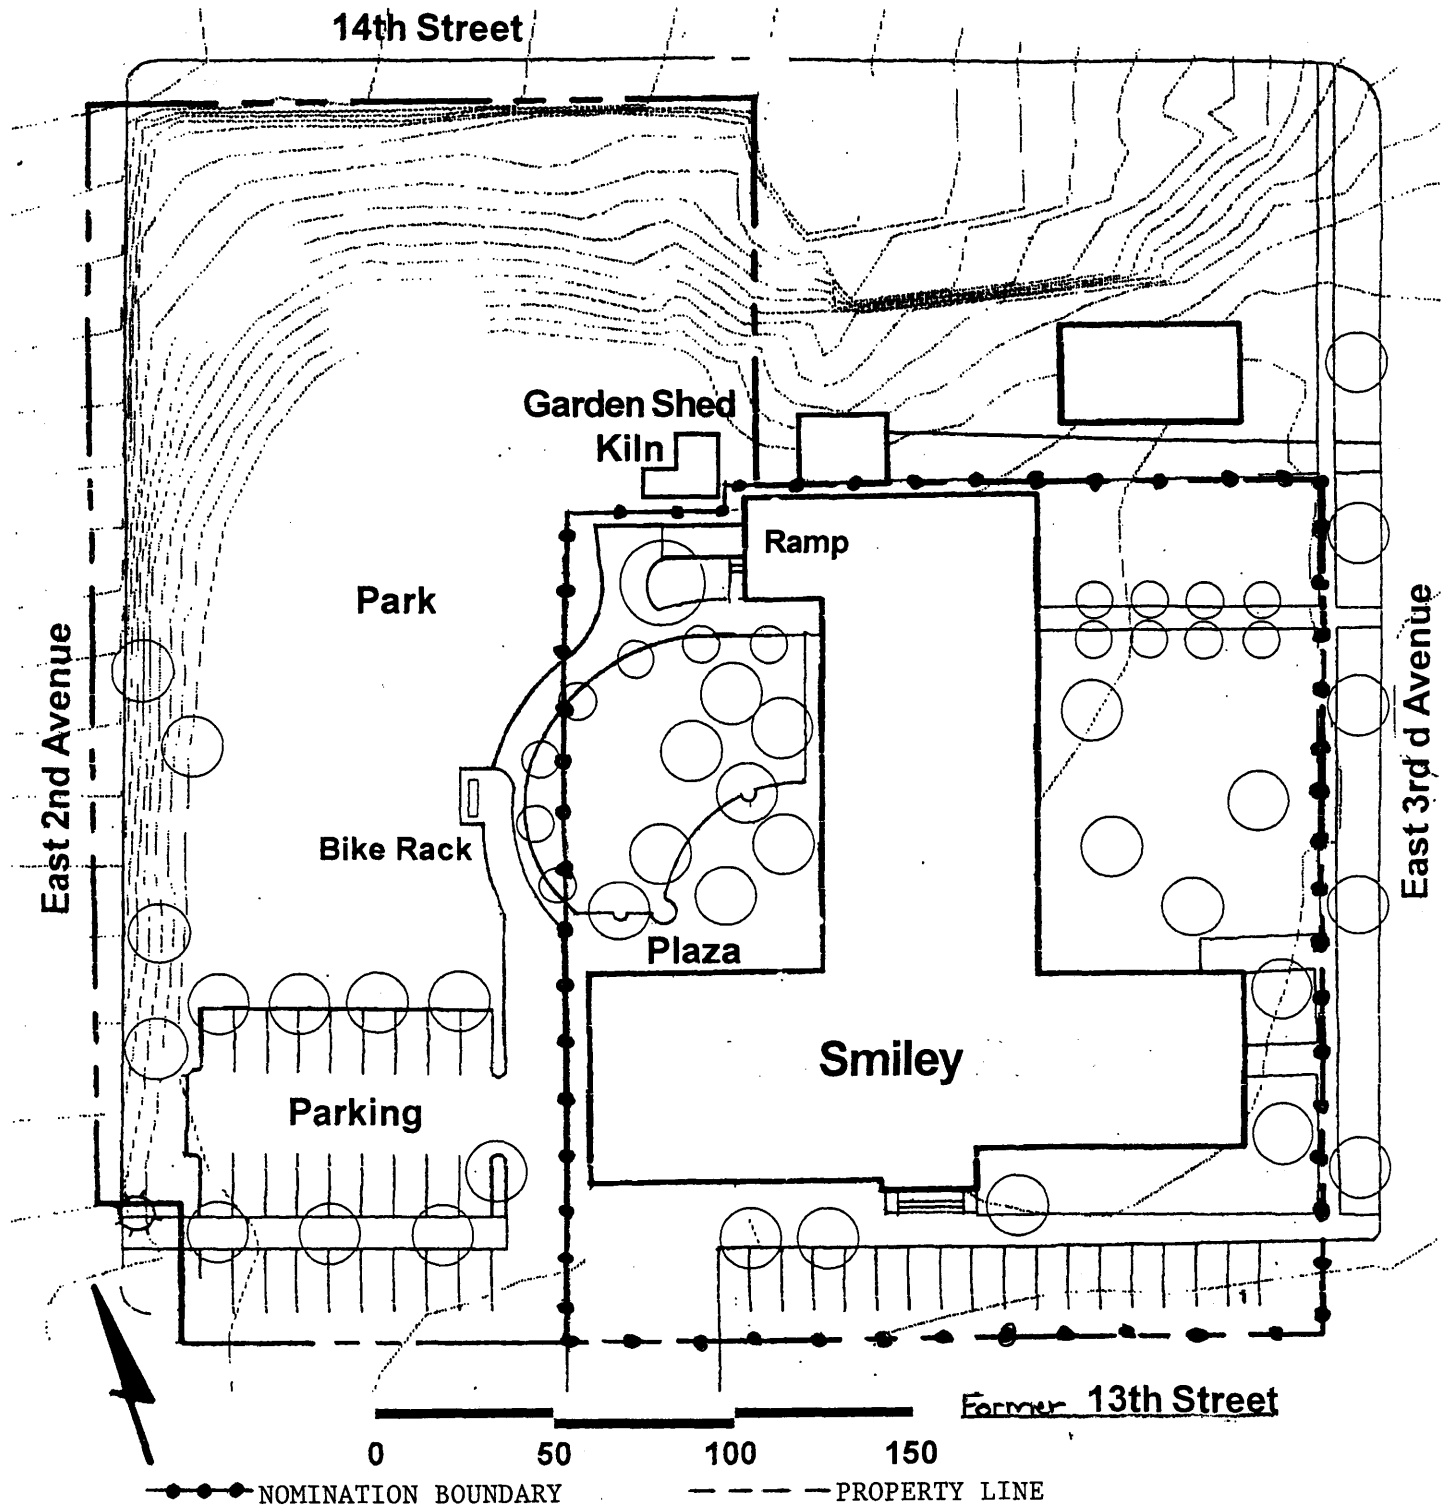 14th Street
Garden Shed
Kiln
Ramp
Park
East 2nd Avenue
East 3rd d Avenue
Bike Rack
Plaza
Smiley
Parking
Former 13th Street
0 50 100 150
NOMINATION BOUNDARY PROPERTY LINE